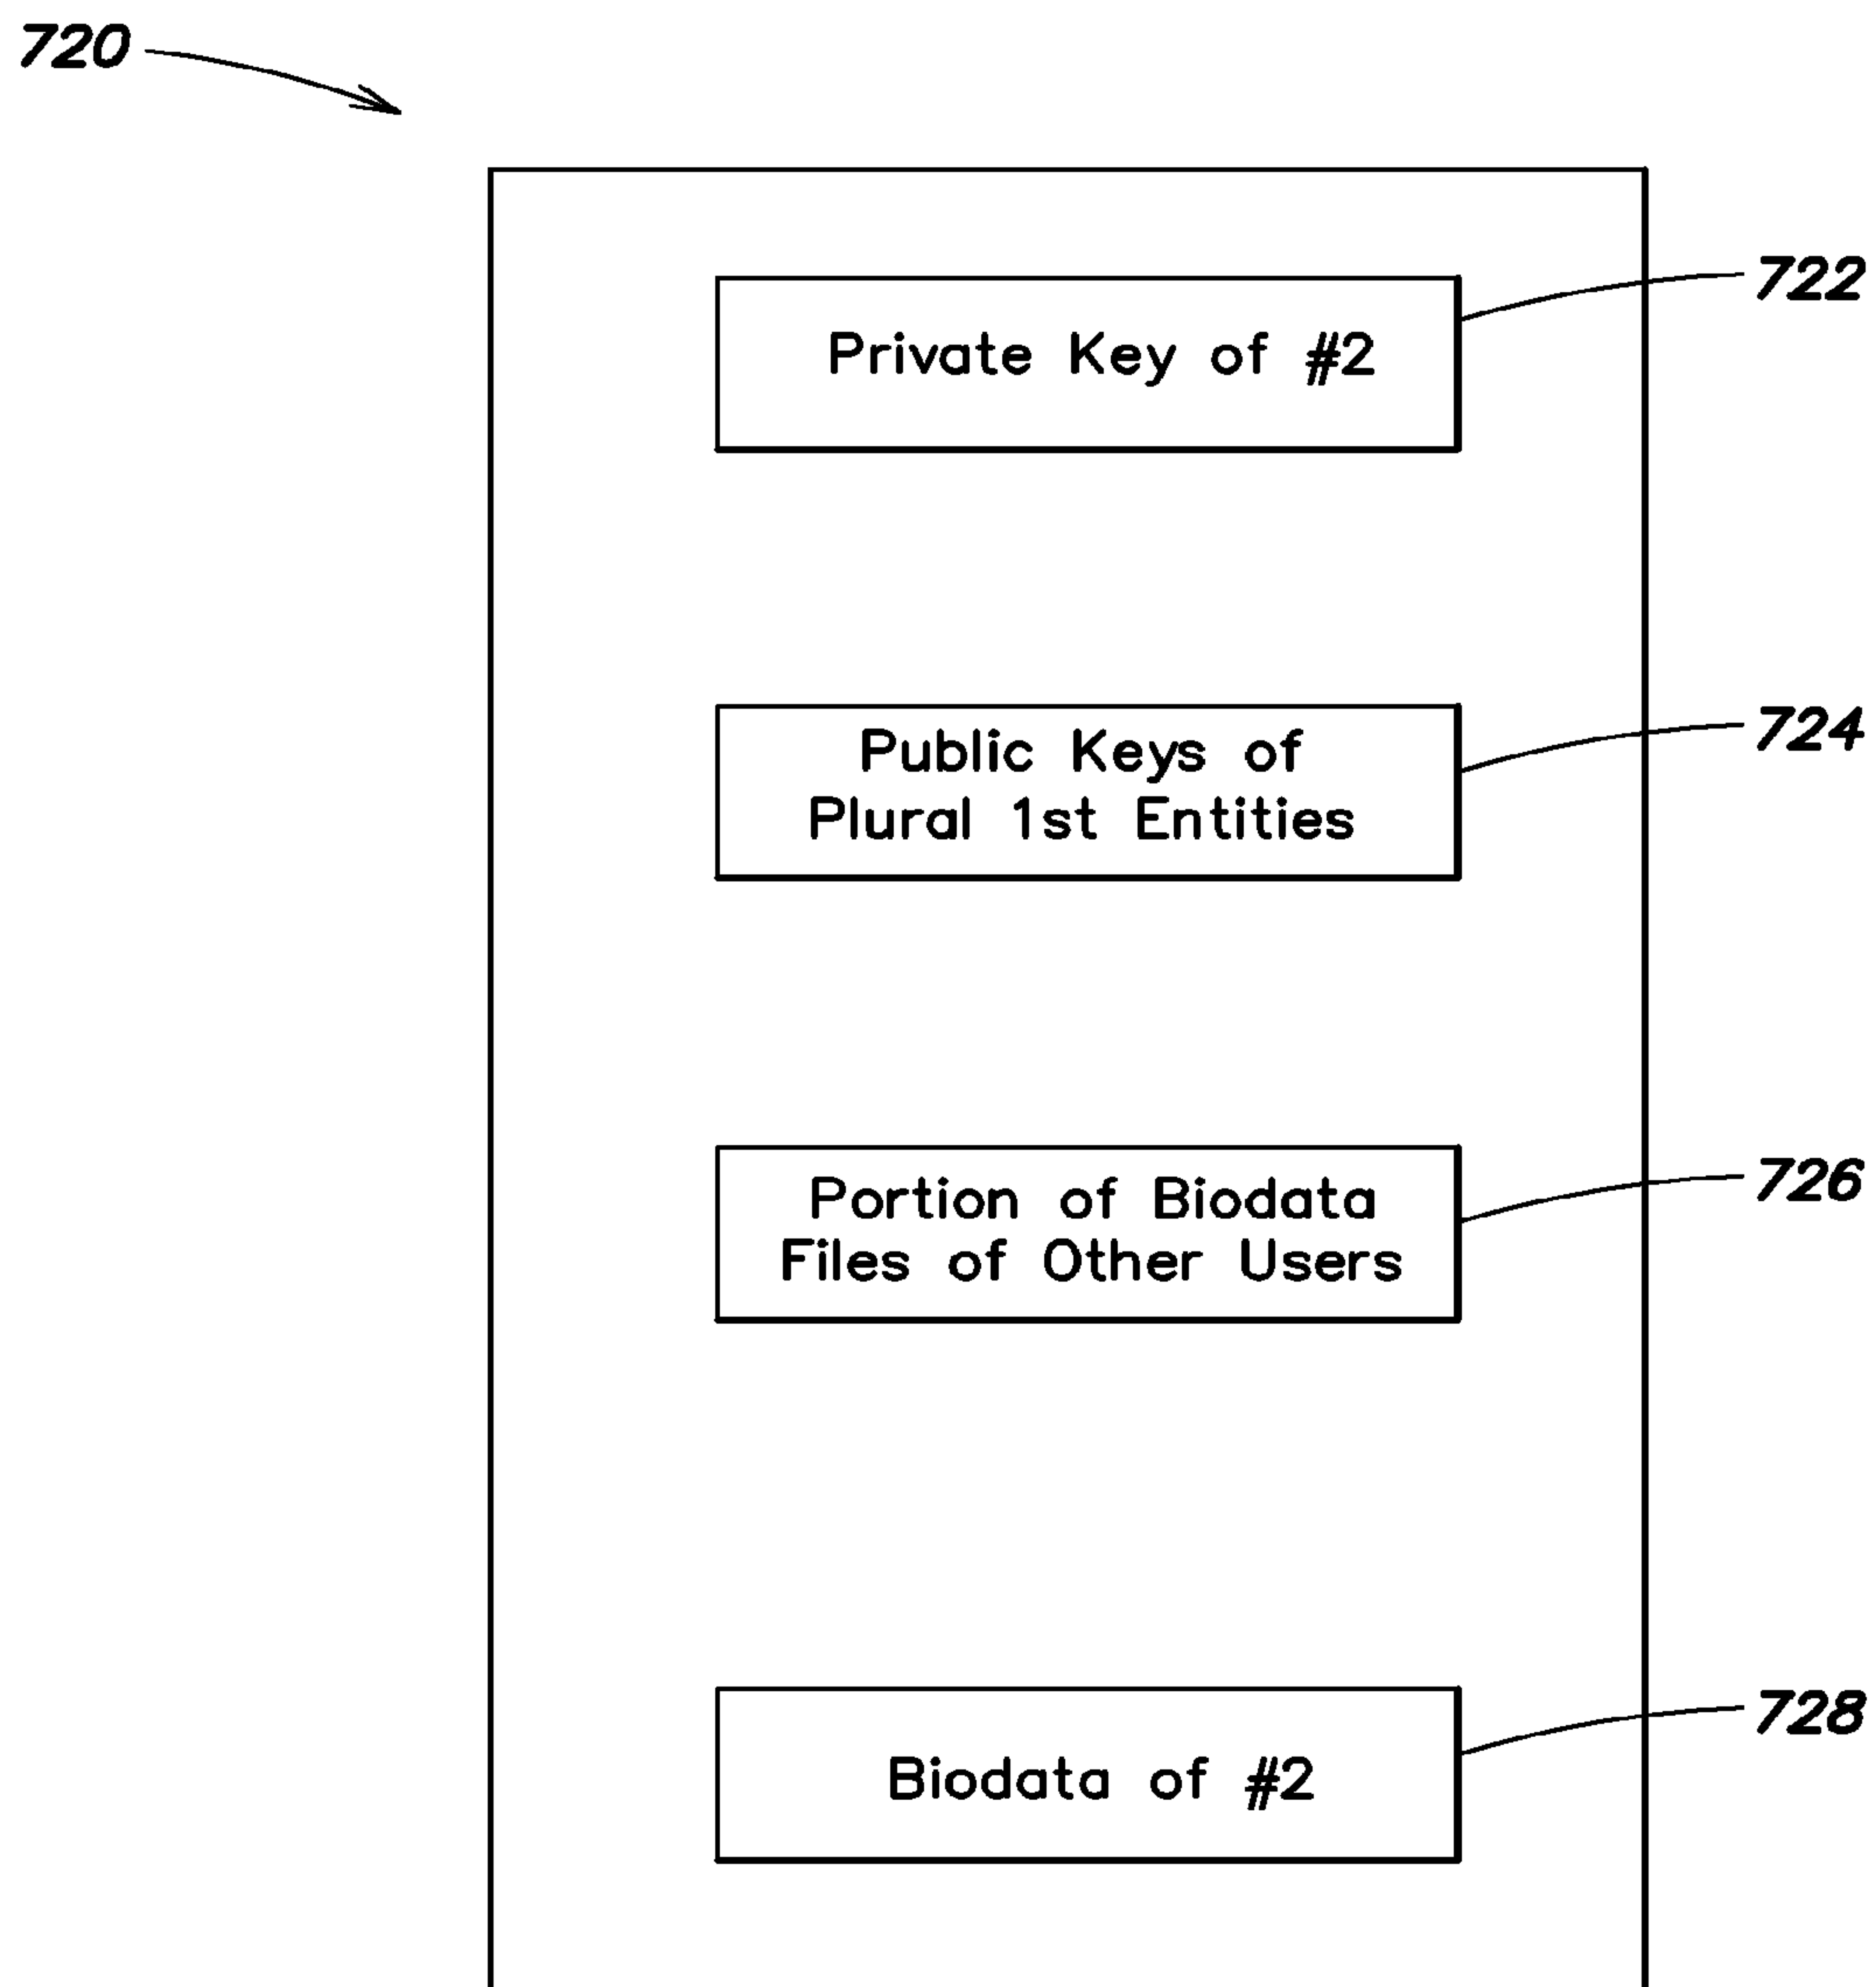 720
722
Private Key of #2
724
Public Keys of
Plural 1st Entities
726
Portion of Biodata
Files of Other Users
728
Biodata of #2